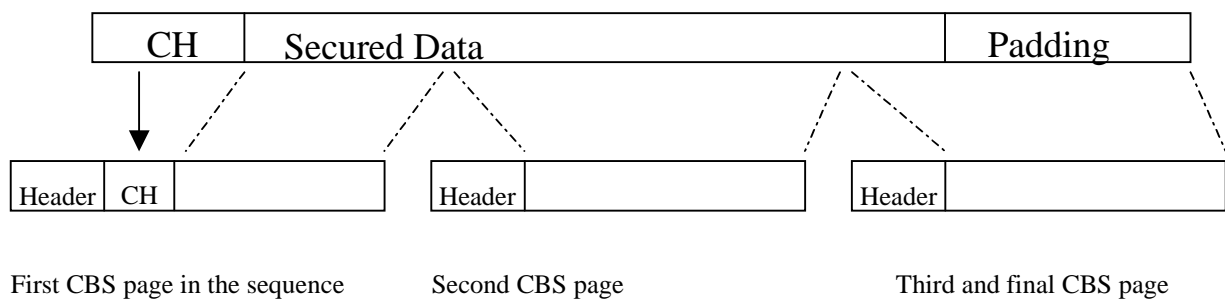 CH Secured Data Padding
Header CH Header Header
First CBS page in the sequence Second CBS page Third and final CBS page